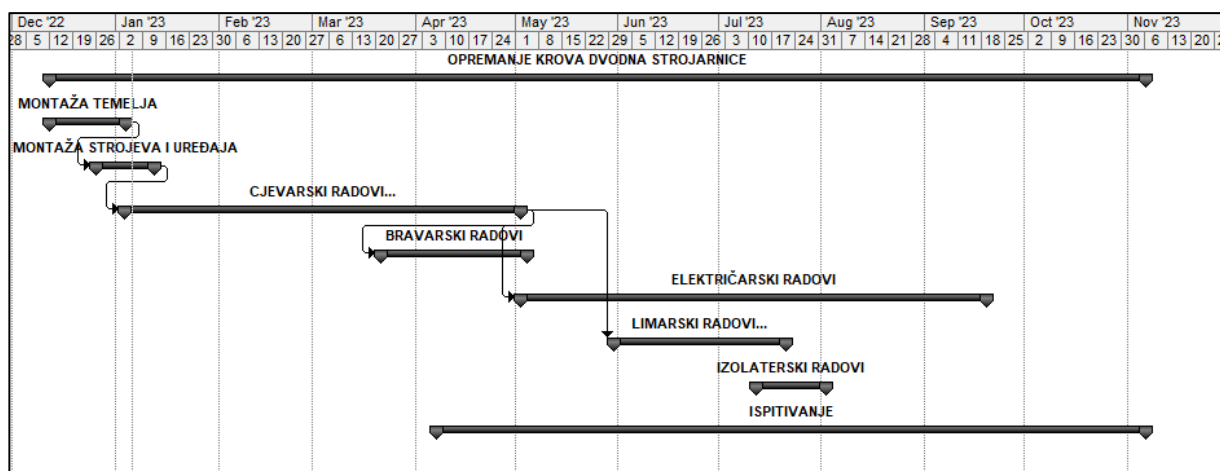 Dec '22 Jan '23 Feb '23 Mar '23 Apr '23 May '23 Jun '23 Jul '23 Aug '23 Sep '23 Oct '23 Nov '23
28 5 12 19 26 2 9 16 23 30 6 13 20 27 6 13 20 27 3 10 17 24 1 8 15 22 29 5 12 19 26 3 10 17 24 31 7 14 21 28 4 11 18 25 2 9 16 23 30 6 13 20
OPREMANJE KROVA DVODNA STROJARNICE
MONTAŽA TEMELJA
MONTAŽA STROJEVA I UREĐAJA
CJEVARSKI RADOVI...
BRAVARSKI RADOVI
ELEKTRIČARSKI RADOVI
LIMARSKI RADOVI...
IZOLATERSKI RADOVI
ISPITIVANJE